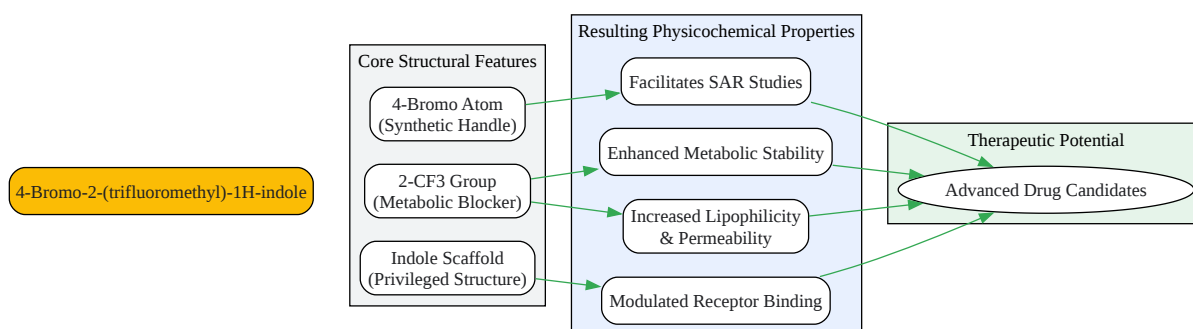 4-Bromo-2-(trifluoromethyl)-1H-indole
Core Structural Features
4-Bromo Atom
(Synthetic Handle)
2-CF3 Group
(Metabolic Blocker)
Indole Scaffold
(Privileged Structure)
Resulting Physicochemical Properties
Facilitates SAR Studies
Enhanced Metabolic Stability
Increased Lipophilicity
& Permeability
Modulated Receptor Binding
Therapeutic Potential
Advanced Drug Candidates